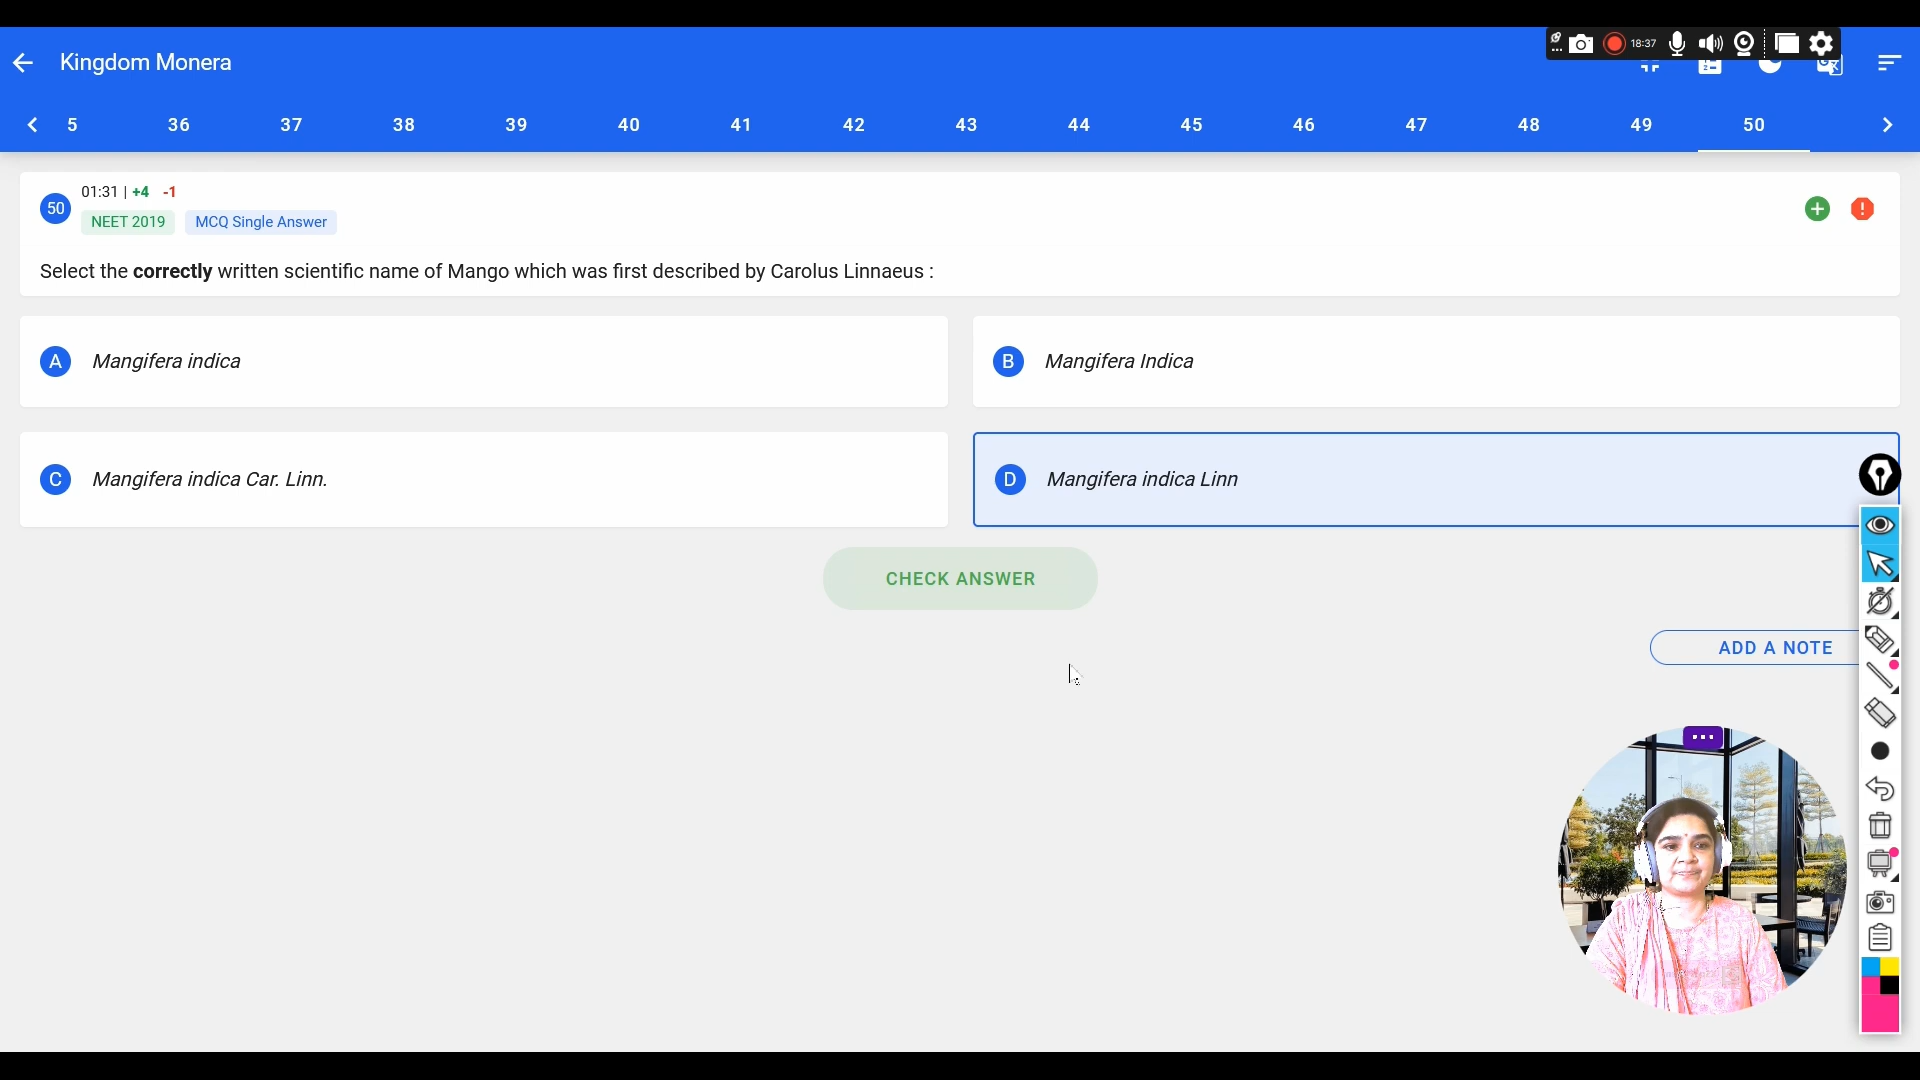 18:37
Kingdom Monera
5 36 37 38 39 40 41 42 43 44 45 46 47 48 49 50
50 01:31 | +4 -1
NEET 2019 MCQ Single Answer
Select the correctly written scientific name of Mango which was first described by Carolus Linnaeus :
A Mangifera indica
B Mangifera Indica
C Mangifera indica Car. Linn.
D Mangifera indica Linn
CHECK ANSWER
ADD A NOTE